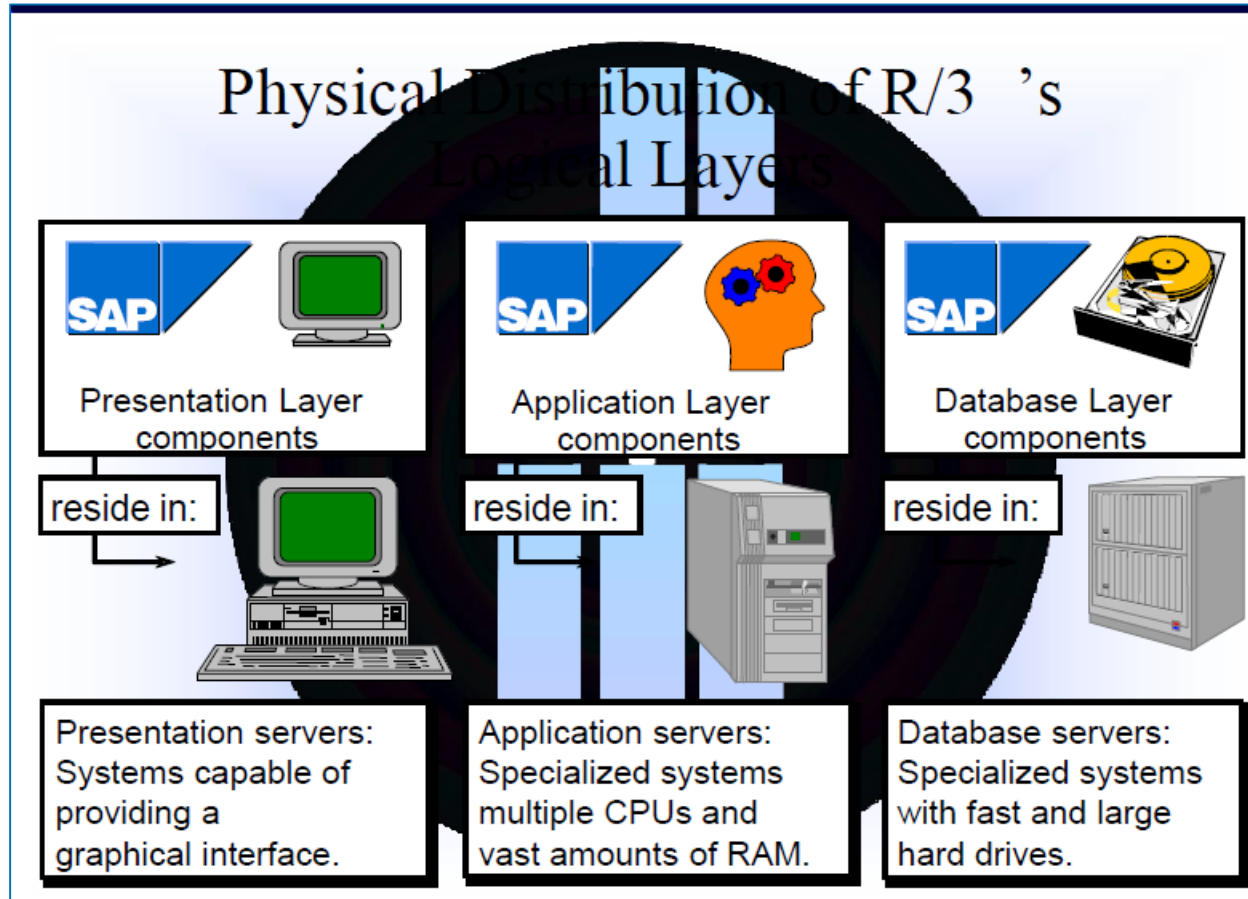 Physical Distribution of R/3 ’s
Logical Layers
SAP
Presentation Layer
components
reside in:
Presentation servers:
Systems capable of
providing a
graphical interface.
SAP
Application Layer
components
reside in:
Application servers:
Specialized systems
multiple CPUs and
vast amounts of RAM.
SAP
Database Layer
components
reside in:
Database servers:
Specialized systems
with fast and large
hard drives.